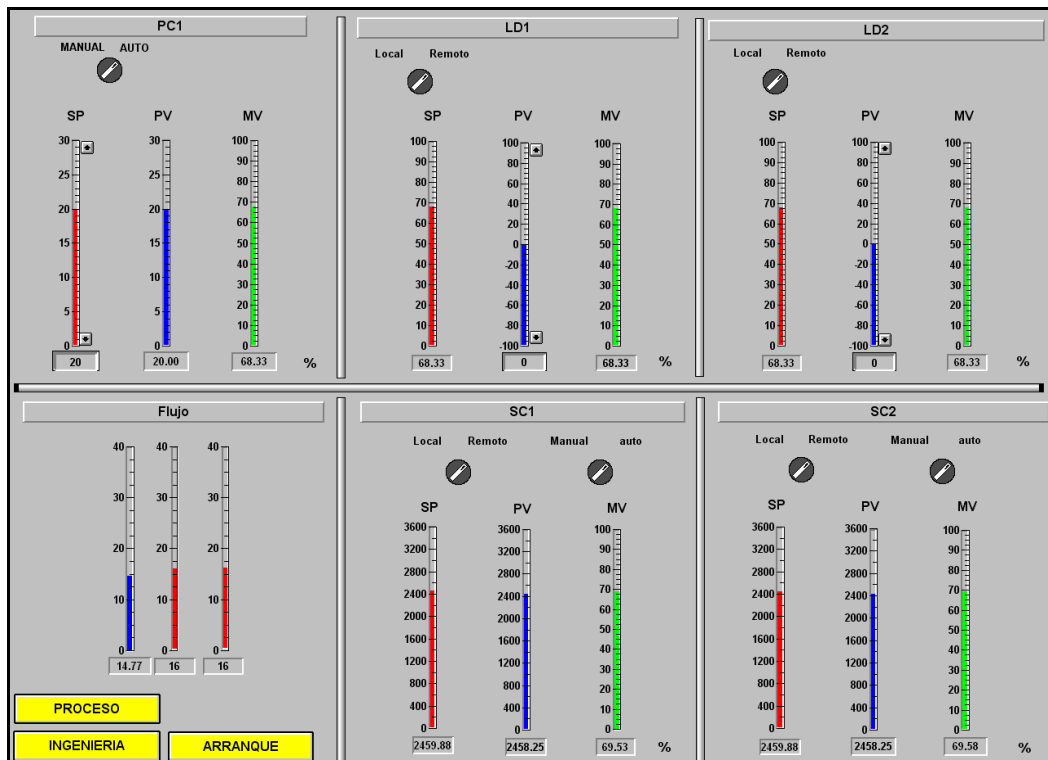 PC1
MANUAL AUTO
SP PV MV
30 30 100
90
25 25 80
70
20 20 60
15 15 50
40
10 10 30
5 5 20
10
0 0 0
20 20.00 68.33 %
LD1
Local Remoto
SP PV MV
100 100 100
90 80 90
80 60 80
70 40 70
60 20 60
50 0 50
40 -20 40
30 -40 30
20 -60 20
10 -80 10
0 -100 0
68.33 0 68.33 %
LD2
Local Remoto
SP PV MV
100 100 100
90 80 90
80 60 80
70 40 70
60 20 60
50 0 50
40 -20 40
30 -40 30
20 -60 20
10 -80 10
0 -100 0
68.33 0 68.33 %
Flujo
40 40 40
30 30 30
20 20 20
10 10 10
0 0 0
14.77 16 16
PROCESO
INGENIERIA ARRANQUE
SC1
Local Remoto Manual auto
SP PV MV
3600 3600 100
3200 3200 90
2800 2800 80
70
2400 2400 60
2000 2000 50
1600 1600 40
1200 1200 30
800 800 20
400 400 10
0 0 0
2459.88 2458.25 69.53 %
SC2
Local Remoto Manual auto
SP PV MV
3600 3600 100
3200 3200 90
2800 2800 80
70
2400 2400 60
2000 2000 50
1600 1600 40
1200 1200 30
800 800 20
400 400 10
0 0 0
2459.88 2458.25 69.58 %